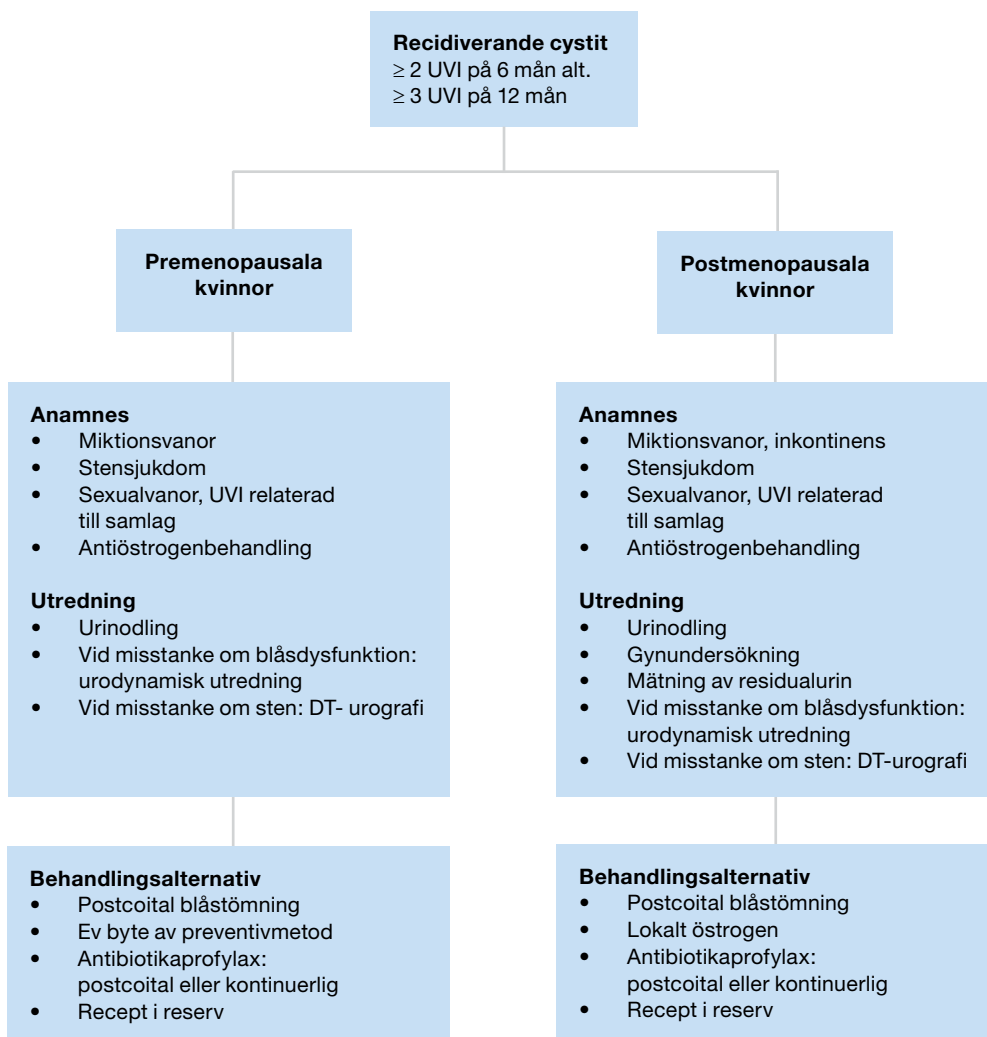 Recidiverande cystit
≥ 2 UVI på 6 mån alt.
≥ 3 UVI på 12 mån
Premenopausala
kvinnor
Anamnes
• Miktionsvanor
• Stensjukdom
• Sexualvanor, UVI relaterad
till samlag
• Antiöstrogenbehandling
Utredning
• Urinodling
• Vid misstanke om blåsdysfunktion:
urodynamisk utredning
• Vid misstanke om sten: DT- urografi
Behandlingsalternativ
• Postcoital blåstömning
• Ev byte av preventivmetod
• Antibiotikaprofylax:
postcoital eller kontinuerlig
• Recept i reserv
Postmenopausala
kvinnor
Anamnes
• Miktionsvanor, inkontinens
• Stensjukdom
• Sexualvanor, UVI relaterad
till samlag
• Antiöstrogenbehandling
Utredning
• Urinodling
• Gynundersökning
• Mätning av residualurin
• Vid misstanke om blåsdysfunktion:
urodynamisk utredning
• Vid misstanke om sten: DT-urografi
Behandlingsalternativ
• Postcoital blåstömning
• Lokalt östrogen
• Antibiotikaprofylax:
postcoital eller kontinuerlig
• Recept i reserv